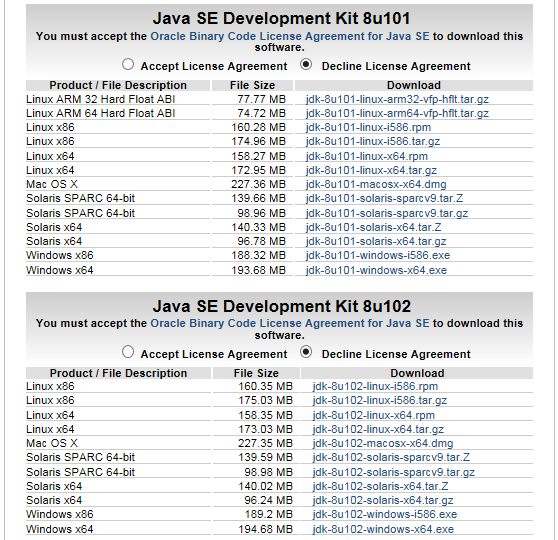 Java SE Development Kit 8u101
You must accept the Oracle Binary Code License Agreement for Java SE to download this
software.
Accept License Agreement Decline License Agreement
Product / File Description File Size Download
Linux ARM 32 Hard Float ABI 77.77 MB jdk-8u101-linux-arm32-vfp-hflt.tar.gz
Linux ARM 64 Hard Float ABI 74.72 MB jdk-8u101-linux-arm64-vfp-hflt.tar.gz
Linux x86 160.28 MB jdk-8u101-linux-i586.rpm
Linux x86 174.96 MB jdk-8u101-linux-i586.tar.gz
Linux x64 158.27 MB jdk-8u101-linux-x64.rpm
Linux x64 172.95 MB jdk-8u101-linux-x64.tar.gz
Mac OS X 227.36 MB jdk-8u101-macosx-x64.dmg
Solaris SPARC 64-bit 139.66 MB jdk-8u101-solaris-sparcv9.tar.Z
Solaris SPARC 64-bit 98.96 MB jdk-8u101-solaris-sparcv9.tar.gz
Solaris x64 140.33 MB jdk-8u101-solaris-x64.tar.Z
Solaris x64 96.78 MB jdk-8u101-solaris-x64.tar.gz
Windows x86 188.32 MB jdk-8u101-windows-i586.exe
Windows x64 193.68 MB jdk-8u101-windows-x64.exe
Java SE Development Kit 8u102
You must accept the Oracle Binary Code License Agreement for Java SE to download this
software.
Accept License Agreement Decline License Agreement
Product / File Description File Size Download
Linux x86 160.35 MB jdk-8u102-linux-i586.rpm
Linux x86 175.03 MB jdk-8u102-linux-i586.tar.gz
Linux x64 158.35 MB jdk-8u102-linux-x64.rpm
Linux x64 173.03 MB jdk-8u102-linux-x64.tar.gz
Mac OS X 227.35 MB jdk-8u102-macosx-x64.dmg
Solaris SPARC 64-bit 139.59 MB jdk-8u102-solaris-sparcv9.tar.Z
Solaris SPARC 64-bit 98.98 MB jdk-8u102-solaris-sparcv9.tar.gz
Solaris x64 140.02 MB jdk-8u102-solaris-x64.tar.Z
Solaris x64 96.24 MB jdk-8u102-solaris-x64.tar.gz
Windows x86 189.2 MB jdk-8u102-windows-i586.exe
Windows x64 194.68 MB jdk-8u102-windows-x64.exe